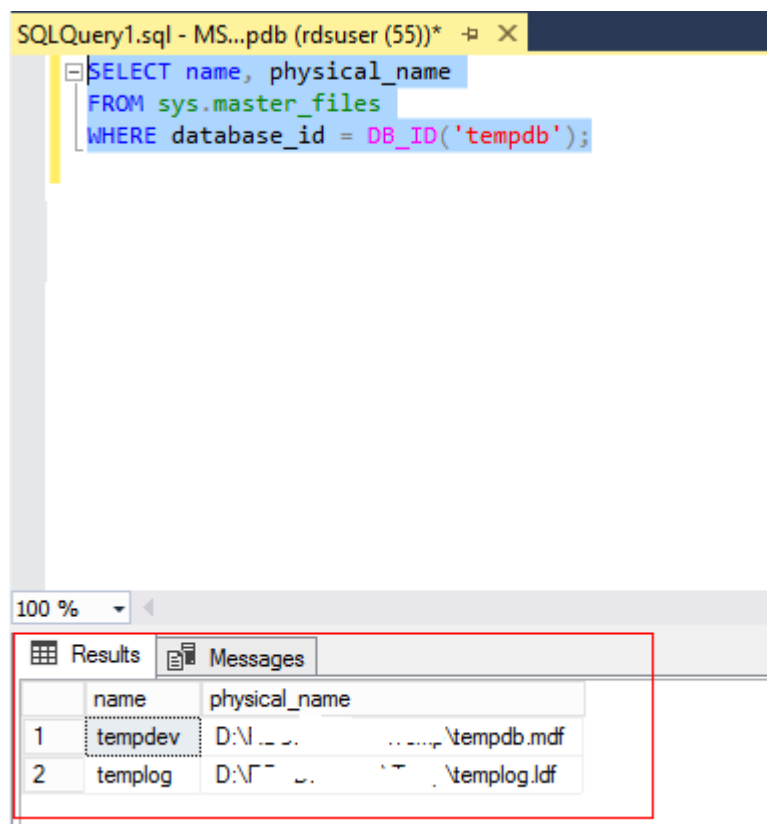 SQLQuery1.sql - MS...pdb (rdsuser (55))*
SELECT name, physical_name
FROM sys.master_files
WHERE database_id = DB_ID('tempdb');
100 %
Results Messages
name physical_name
1 tempdev D:\ \tempdb.mdf
2 templog D:\ \templog.ldf